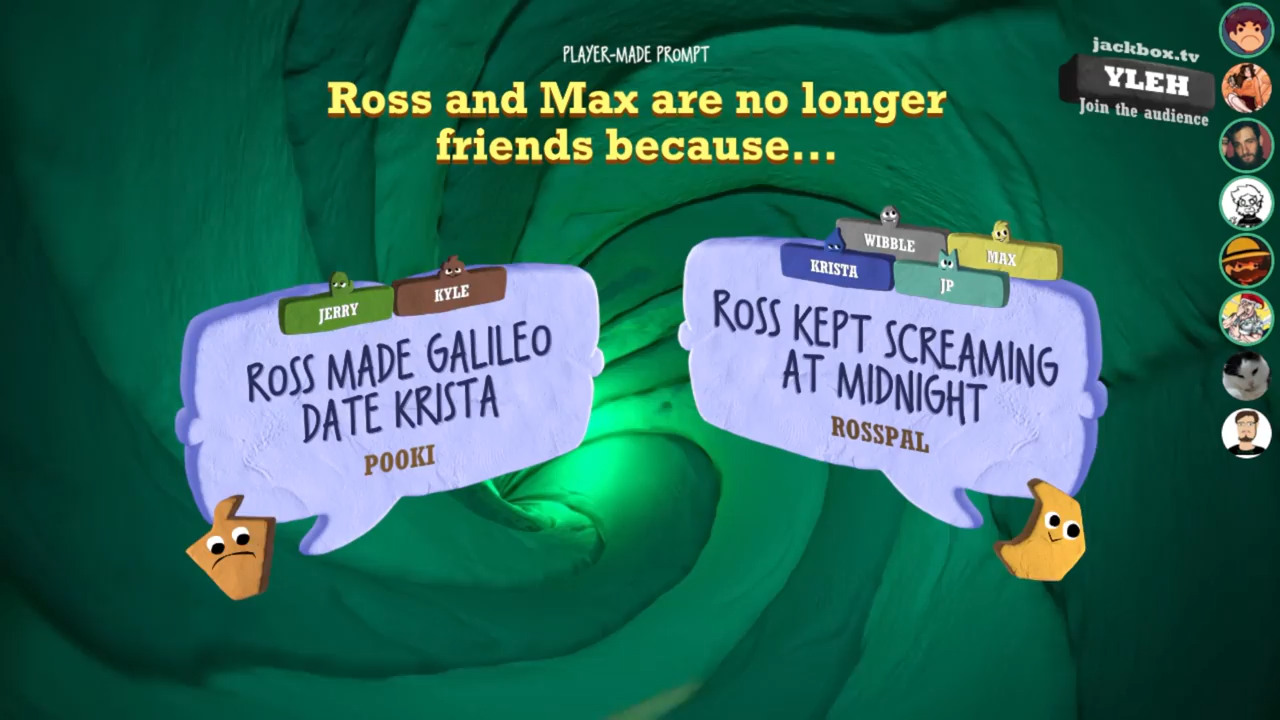 PLAYER-MADE PROMPT
Ross and Max are no longer
friends because...
jackbox.tv
YLEH
Join the audience
JERRY
KYLE
ROSS MADE GALILEO
DATE KRISTA
POOKI
WIBBLE
MAX
KRISTA
JP
ROSS KEPT SCREAMING
AT MIDNIGHT
ROSSPAL